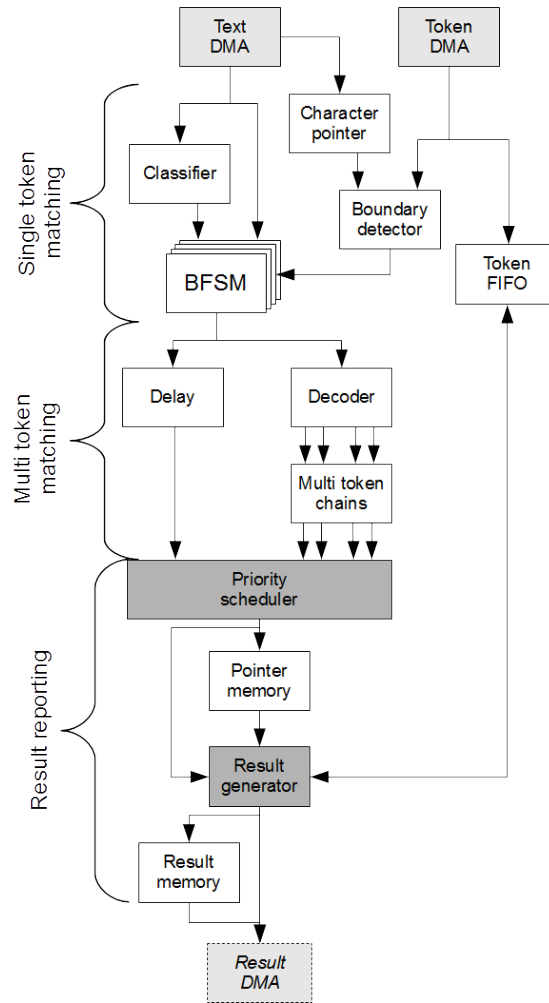 Text
DMA
Token
DMA
Character
pointer
Classifier
Boundary
detector
Single token
matching
BFSM
Token
FIFO
Delay
Decoder
Multi token
matching
Multi token
chains
Priority
scheduler
Pointer
memory
Result reporting
Result
generator
Result
memory
Result
DMA